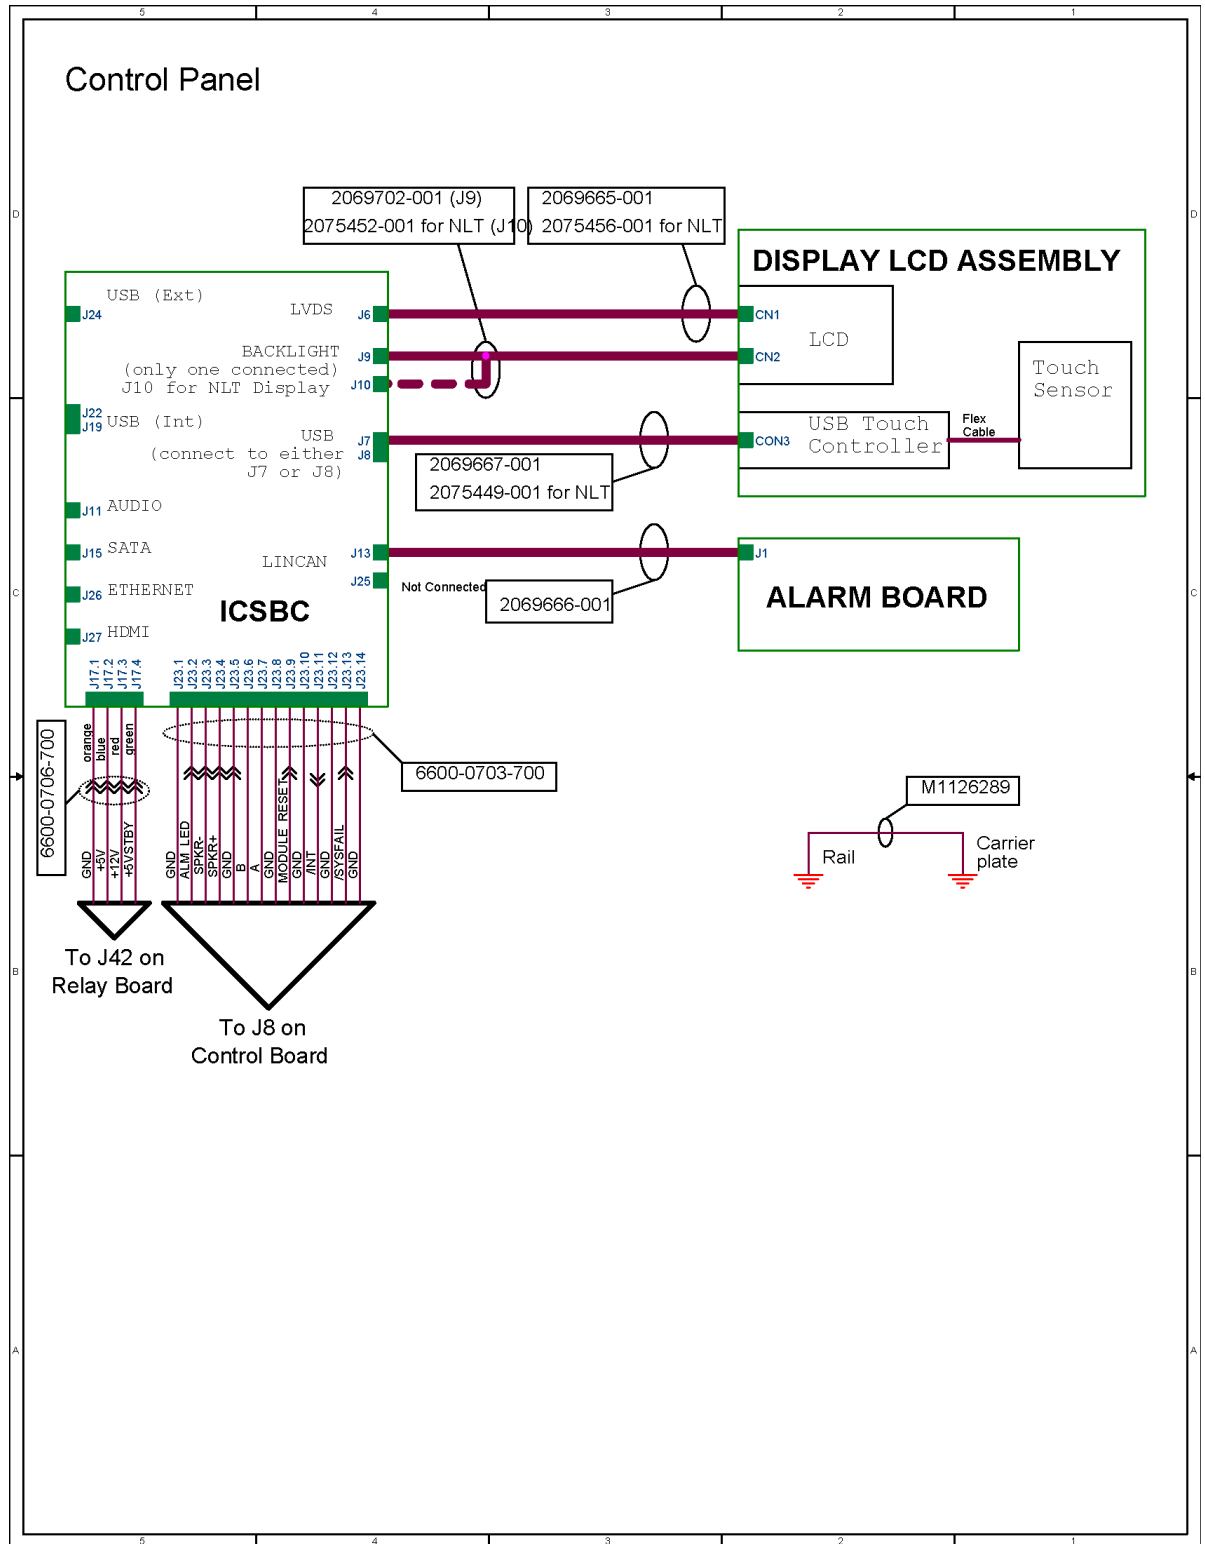 5 4 3 2 1
Control Panel
2069702-001 (J9)
2075452-001 for NLT (J10)
2069665-001
2075456-001 for NLT
D
D
DISPLAY LCD ASSEMBLY
USB (Ext)
J24
LVDS
J6
CN1
LCD
BACKLIGHT
(only one connected)
J10 for NLT Display
J9
J10
CN2
Touch
Sensor
J22
J19
USB (Int)
USB
(connect to either
J7 or J8)
J7
J8
CON3
USB Touch
Controller
Flex
Cable
2069667-001
2075449-001 for NLT
J11
AUDIO
J15
SATA
LINCAN
J13
J25
Not Connected
2069666-001
J1
ALARM BOARD
J26
ETHERNET
ICSBC
J27
HDMI
C
C
J17.1
J17.2
J17.3
J17.4
J23.1
J23.2
J23.3
J23.4
J23.5
J23.6
J23.7
J23.8
J23.9
J23.10
J23.11
J23.12
J23.13
J23.14
orange
blue
red
green
6600-0706-700
6600-0703-700
M1126289
Rail
Carrier
plate
GND
+5V
+12V
+5VSTBY
GND
ALM LED
SPKR-
SPKR+
GND
B
A
GND
MODULE RESET
GND
/INT
GND
/SYSFAIL
GND
To J42 on
Relay Board
To J8 on
Control Board
B
B
A
A
5 4 3 2 1